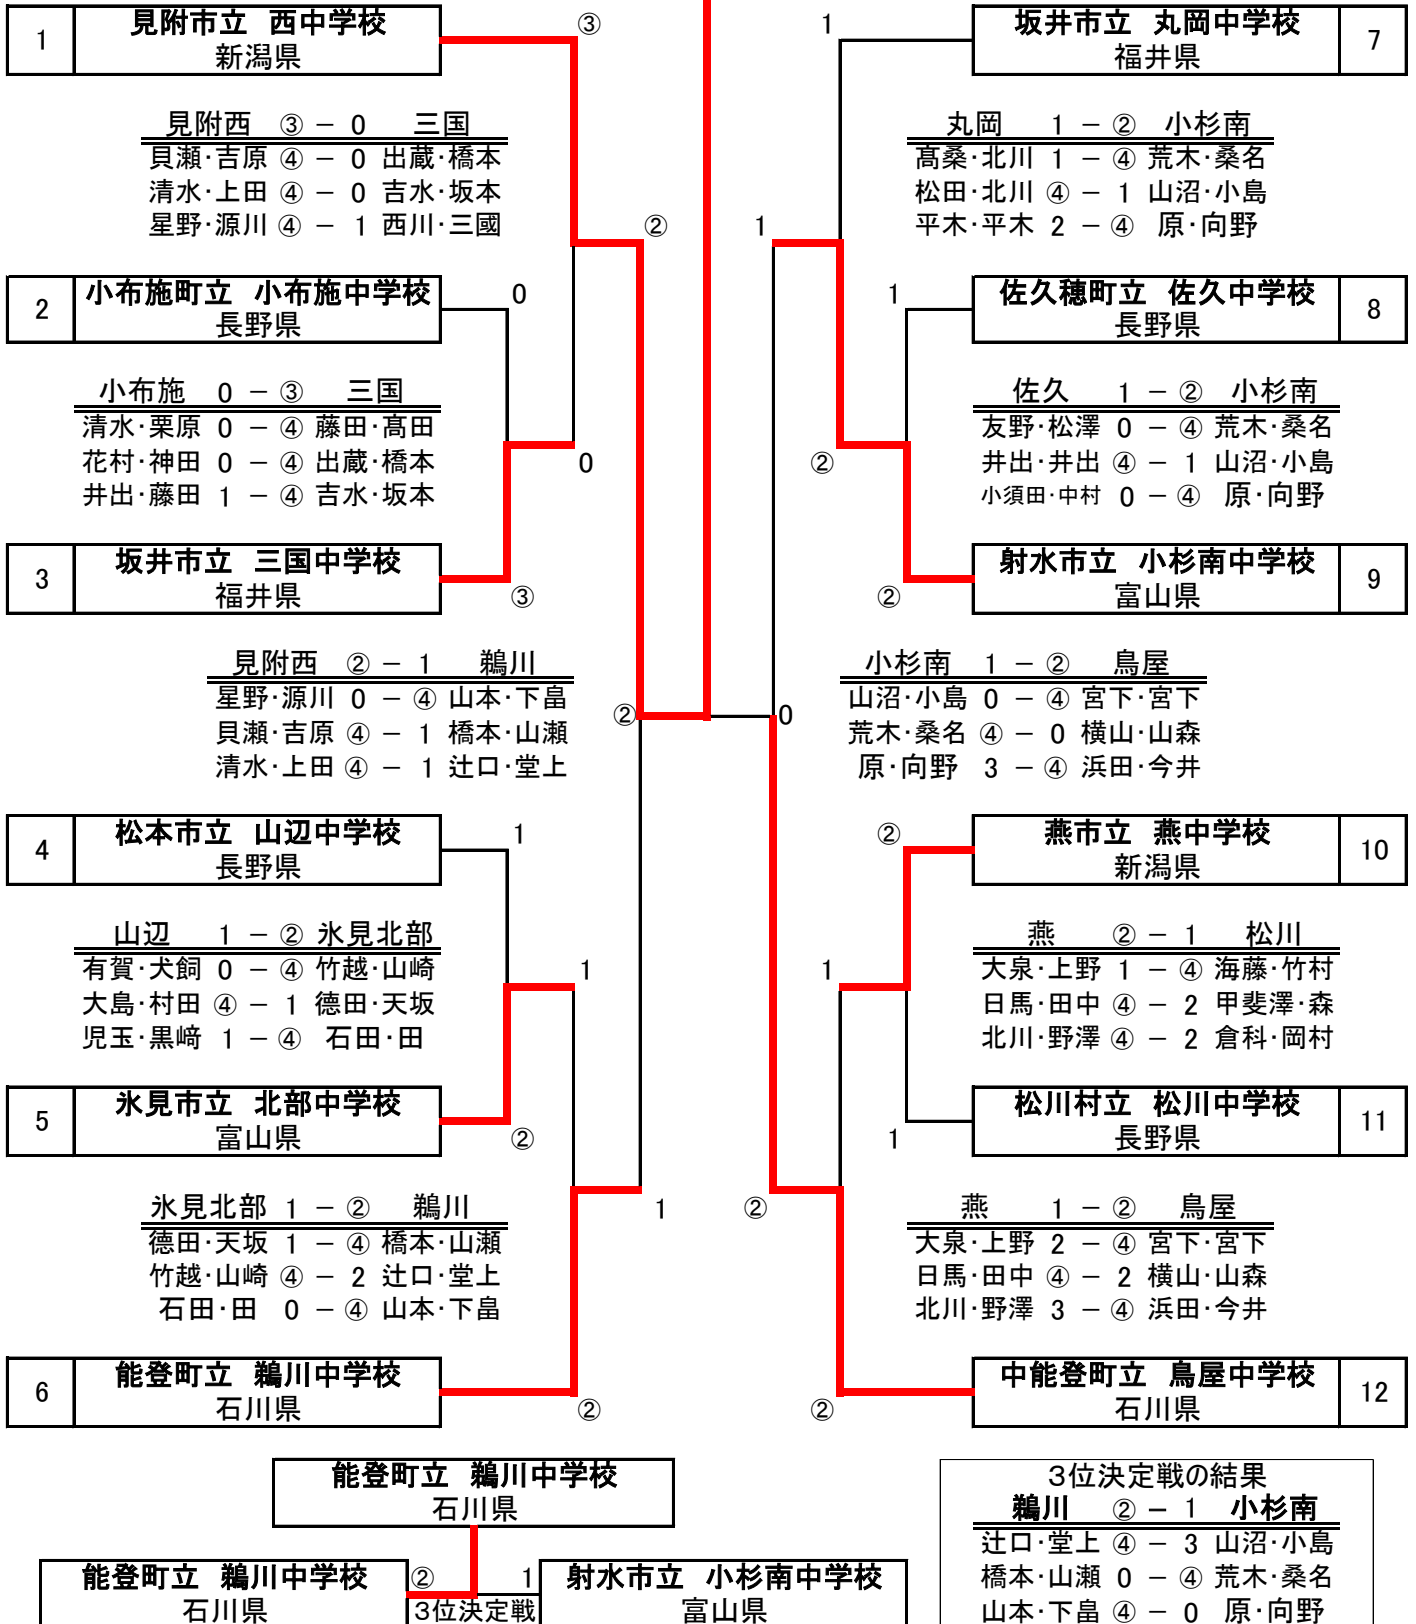 1
見附市立 西中学校
新潟県
③
見附西 ③ － 0 三国
貝瀬・吉原 ④ － 0 出蔵・橋本
清水・上田 ④ － 0 吉水・坂本
星野・源川 ④ － 1 西川・三國
②
2
小布施町立 小布施中学校
長野県
0
小布施 0 － ③ 三国
清水・栗原 0 － ④ 藤田・髙田
花村・神田 0 － ④ 出蔵・橋本
井出・藤田 1 － ④ 吉水・坂本
0
3
坂井市立 三国中学校
福井県
③
見附西 ② － 1 鵜川
星野・源川 0 － ④ 山本・下畠
貝瀬・吉原 ④ － 1 橋本・山瀬
清水・上田 ④ － 1 辻口・堂上
②
4
松本市立 山辺中学校
長野県
1
山辺 1 － ② 氷見北部
有賀・犬飼 0 － ④ 竹越・山崎
大島・村田 ④ － 1 德田・天坂
児玉・黒﨑 1 － ④ 石田・田
1
5
氷見市立 北部中学校
富山県
②
氷見北部 1 － ② 鵜川
德田・天坂 1 － ④ 橋本・山瀬
竹越・山崎 ④ － 2 辻口・堂上
石田・田 0 － ④ 山本・下畠
1
6
能登町立 鵜川中学校
石川県
②
1
坂井市立 丸岡中学校
福井県
7
丸岡 1 － ② 小杉南
髙桑・北川 1 － ④ 荒木・桑名
松田・北川 ④ － 1 山沼・小島
平木・平木 2 － ④ 原・向野
1
1
佐久穂町立 佐久中学校
長野県
8
佐久 1 － ② 小杉南
友野・松澤 0 － ④ 荒木・桑名
井出・井出 ④ － 1 山沼・小島
小須田・中村 0 － ④ 原・向野
②
射水市立 小杉南中学校
富山県
9
②
小杉南 1 － ② 鳥屋
山沼・小島 0 － ④ 宮下・宮下
荒木・桑名 ④ － 0 横山・山森
原・向野 3 － ④ 浜田・今井
0
②
燕市立 燕中学校
新潟県
10
燕 ② － 1 松川
大泉・上野 1 － ④ 海藤・竹村
日馬・田中 ④ － 2 甲斐澤・森
北川・野澤 ④ － 2 倉科・岡村
1
松川村立 松川中学校
長野県
11
1
燕 1 － ② 鳥屋
大泉・上野 2 － ④ 宮下・宮下
日馬・田中 ④ － 2 横山・山森
北川・野澤 3 － ④ 浜田・今井
②
中能登町立 鳥屋中学校
石川県
12
②
能登町立 鵜川中学校
石川県
能登町立 鵜川中学校
石川県
②
1
3位決定戦
射水市立 小杉南中学校
富山県
3位決定戦の結果
鵜川 ② － 1 小杉南
辻口・堂上 ④ － 3 山沼・小島
橋本・山瀬 0 － ④ 荒木・桑名
山本・下畠 ④ － 0 原・向野